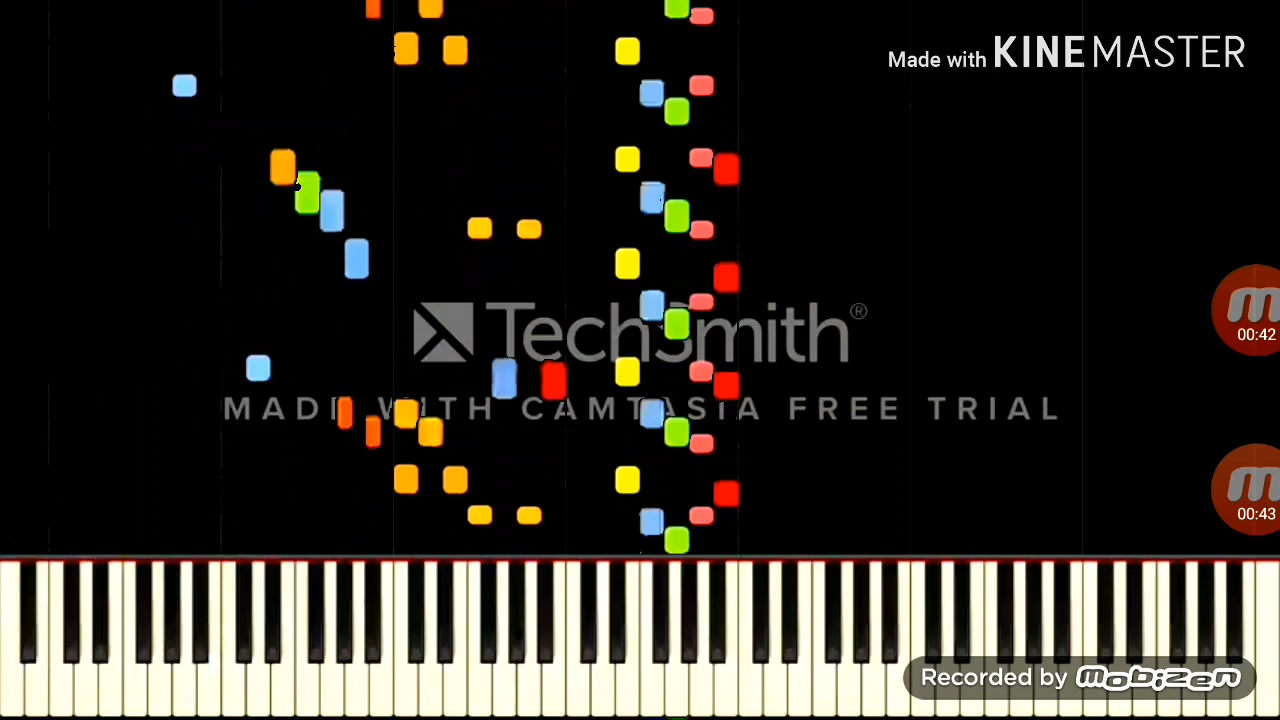 Made with KINEMASTER
TechSmith®
MADE WITH CAMTASIA FREE TRIAL
00:42
00:43
Recorded by mobizen